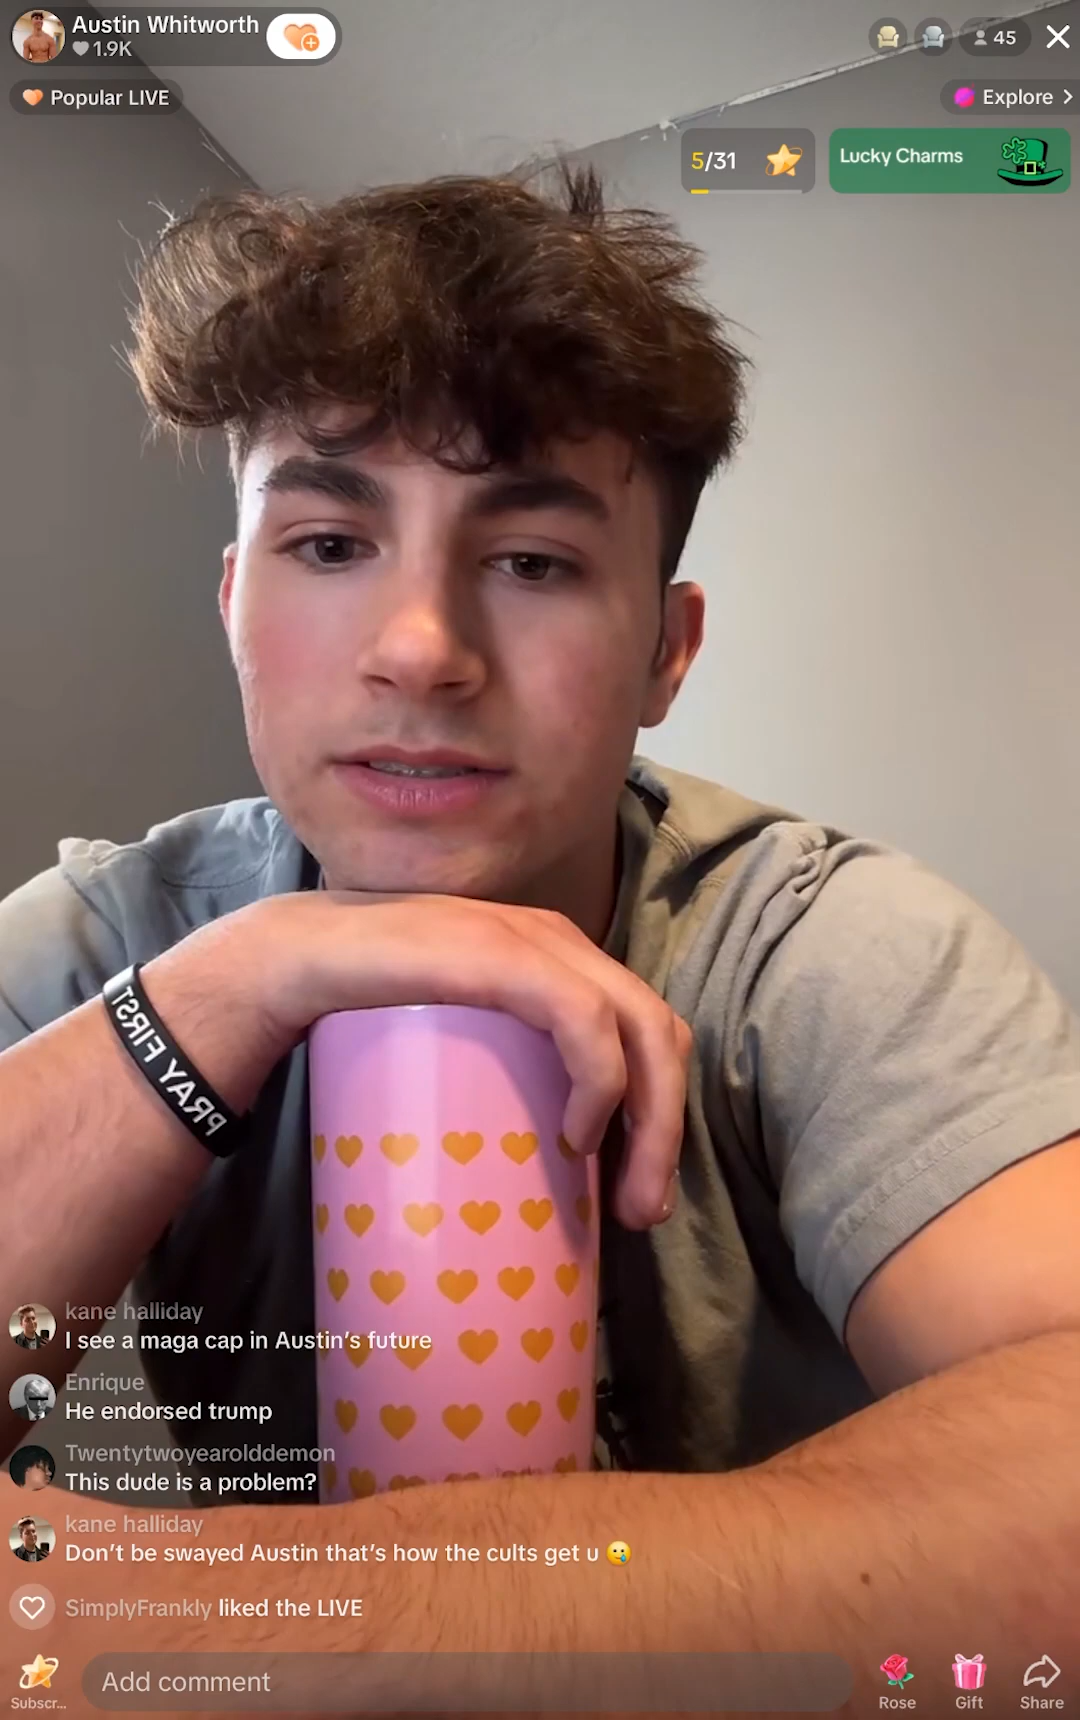 Austin Whitworth
1.9K
45
Popular LIVE
Explore
5/31
Lucky Charms
PRAY FIRST
kane halliday
I see a maga cap in Austin's future
Enrique
He endorsed trump
Twentytwoyearolddemon
This dude is a problem?
kane halliday
Don't be swayed Austin that's how the cults get u 🥲
SimplyFrankly liked the LIVE
Subscr...
Add comment
Rose
Gift
Share